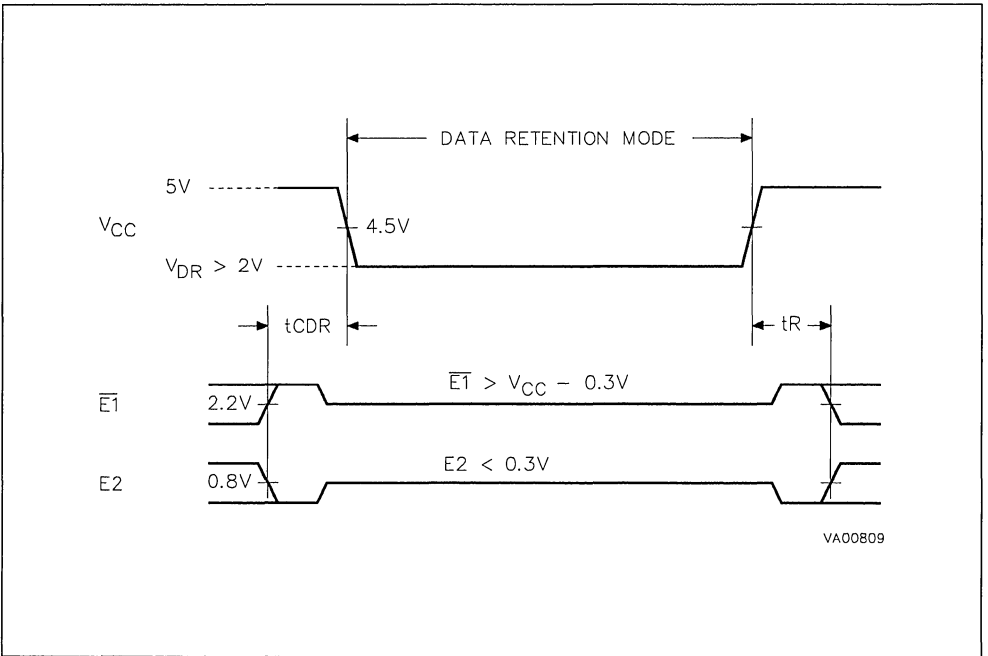 DATA RETENTION MODE
5V
VCC
4.5V
VDR > 2V
tCDR
tR
E1 > VCC – 0.3V
E1
2.2V
E2 < 0.3V
E2
0.8V
VA00809